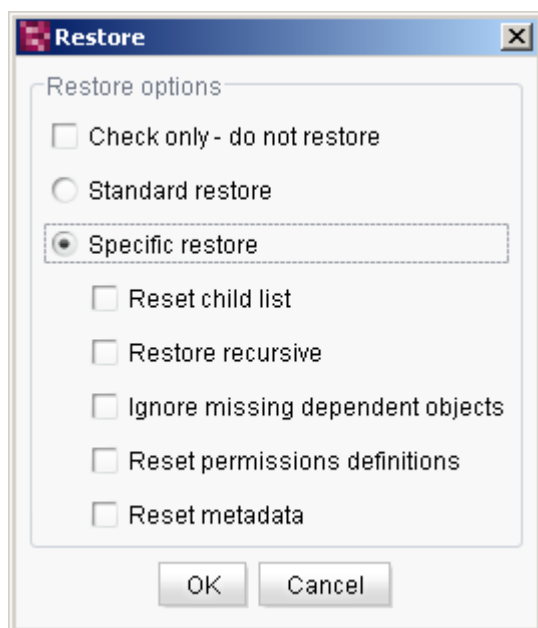 Restore
Restore options
Check only - do not restore
Standard restore
Specific restore
Reset child list
Restore recursive
Ignore missing dependent objects
Reset permissions definitions
Reset metadata
OK Cancel